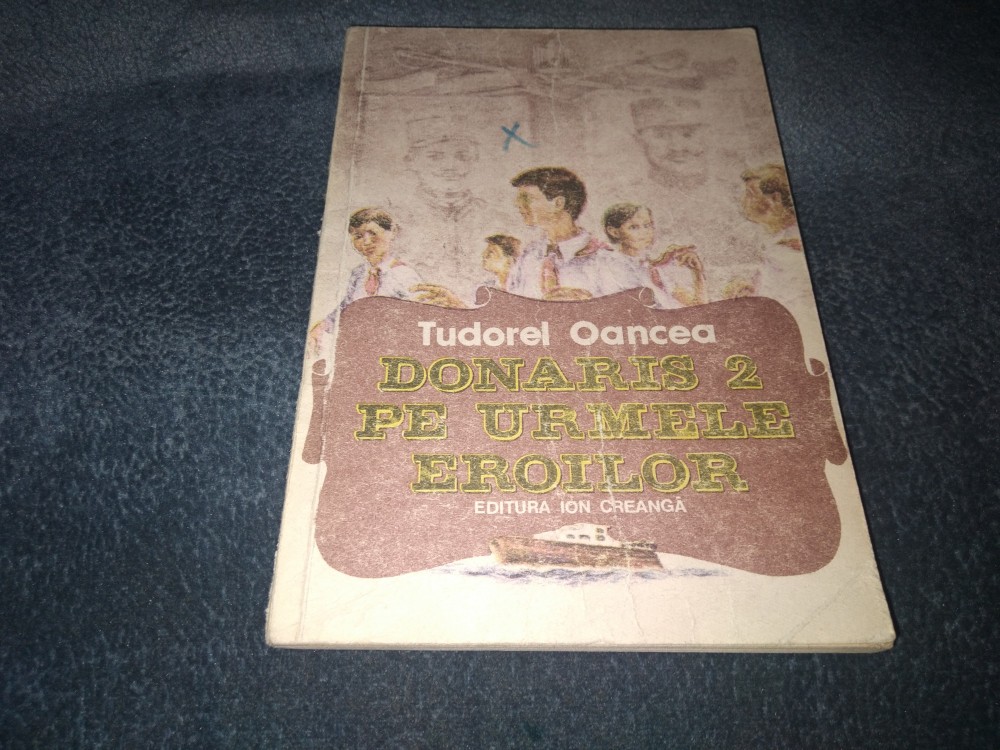 Tudorel Oancea
DONARIS 2
PE URMELE
EROILOR
EDITURA ION CREANGĂ